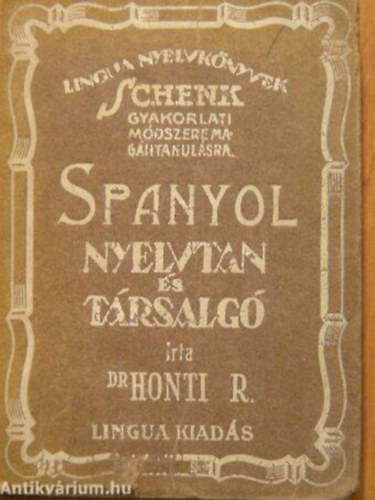 LINGUA NYELVKÖNYVEK
SCHENK
GYAKORLATI
MÓDSZERE MA-
GÁNTANULÁSRA.
SPANYOL
NYELVTAN
ÉS
TÁRSALGÓ
írta
DR HONTI R.
LINGUA KIADÁS
Antikvárium.hu